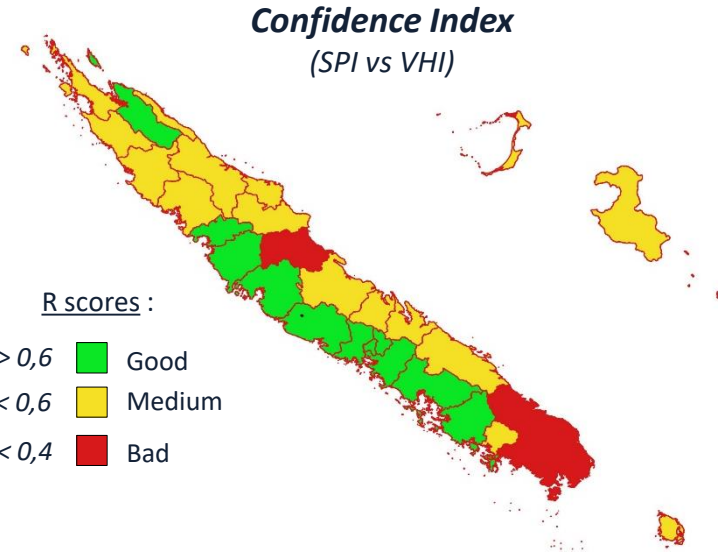 Confidence Index
(SPI vs VHI)
R scores :
> 0,6 Good
< 0,6 Medium
< 0,4 Bad